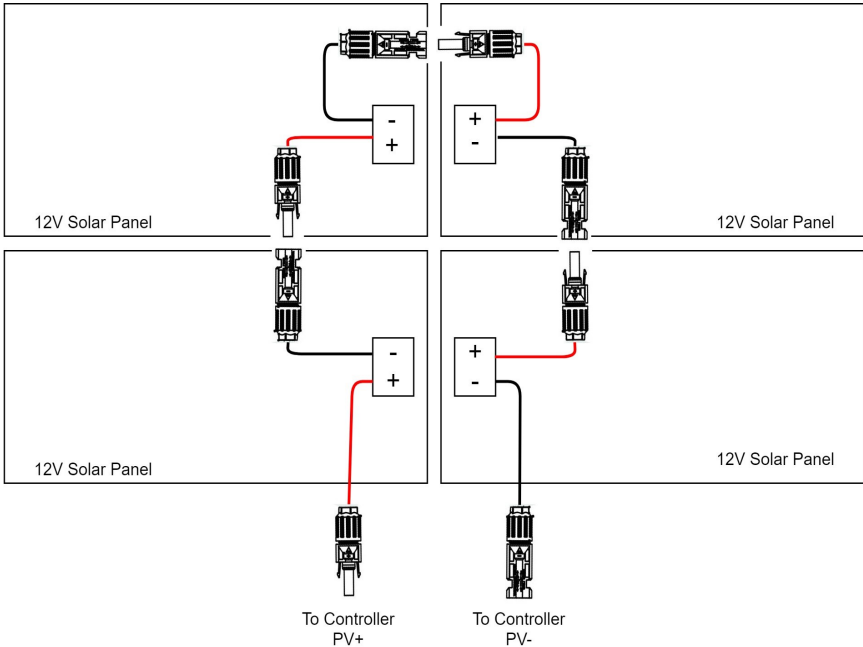 -
+
+
-
12V Solar Panel
12V Solar Panel
-
+
+
-
12V Solar Panel
12V Solar Panel
To Controller
PV+
To Controller
PV-